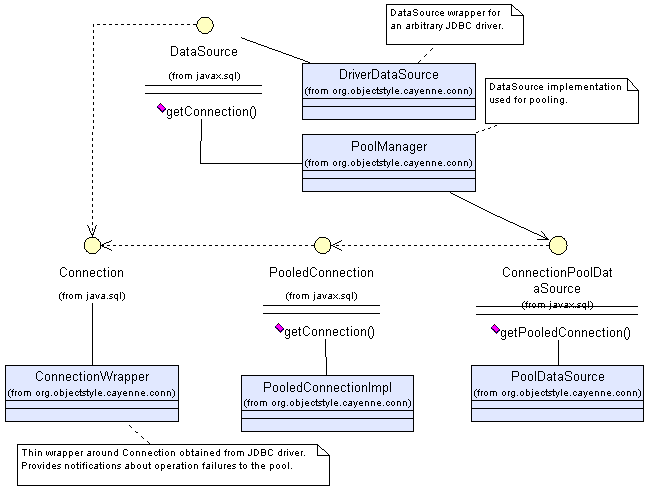 DataSource wrapper for
an arbitrary JDBC driver.
DataSource
(from javax.sql)
getConnection()
DriverDataSource
(from org.objectstyle.cayenne.conn)
DataSource implementation
used for pooling.
PoolManager
(from org.objectstyle.cayenne.conn)
Connection
(from java.sql)
PooledConnection
(from javax.sql)
getConnection()
ConnectionPoolDat
aSource
(from javax.sql)
getPooledConnection()
ConnectionWrapper
(from org.objectstyle.cayenne.conn)
PooledConnectionImpl
(from org.objectstyle.cayenne.conn)
PoolDataSource
(from org.objectstyle.cayenne.conn)
Thin wrapper around Connection obtained from JDBC driver.
Provides notifications about operation failures to the pool.